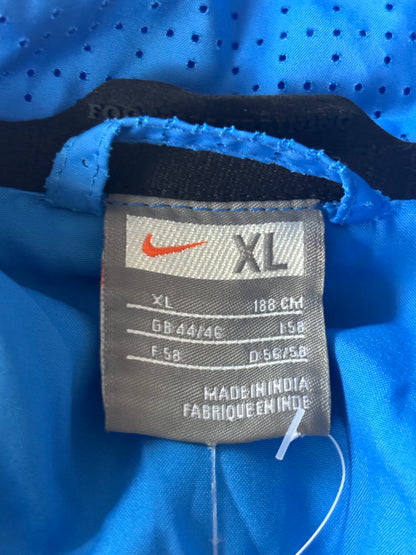 XL
XL 188 CM
GB 44/46 I 58
F 58 D 56/58
MADE IN INDIA
FABRIQUE EN INDE